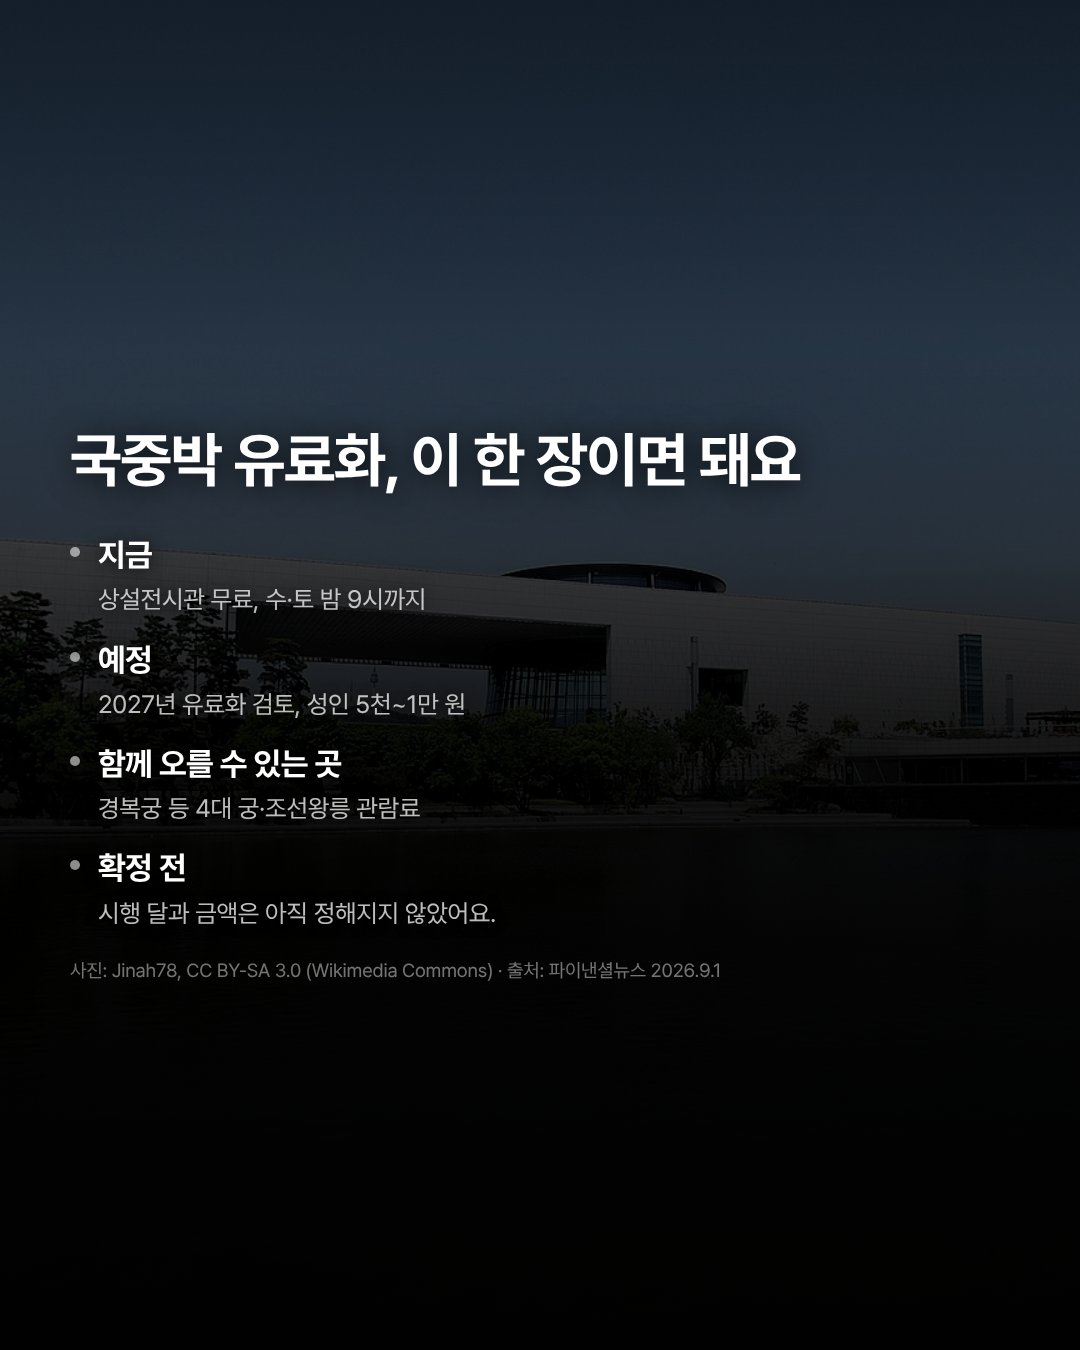 국중박 유료화, 이 한 장이면 돼요
지금
상설전시관 무료, 수·토 밤 9시까지
예정
2027년 유료화 검토, 성인 5천~1만 원
함께 오를 수 있는 곳
경복궁 등 4대 궁·조선왕릉 관람료
확정 전
시행 달과 금액은 아직 정해지지 않았어요.
사진: Jinah78, CC BY-SA 3.0 (Wikimedia Commons) · 출처: 파이낸셜뉴스 2026.9.1